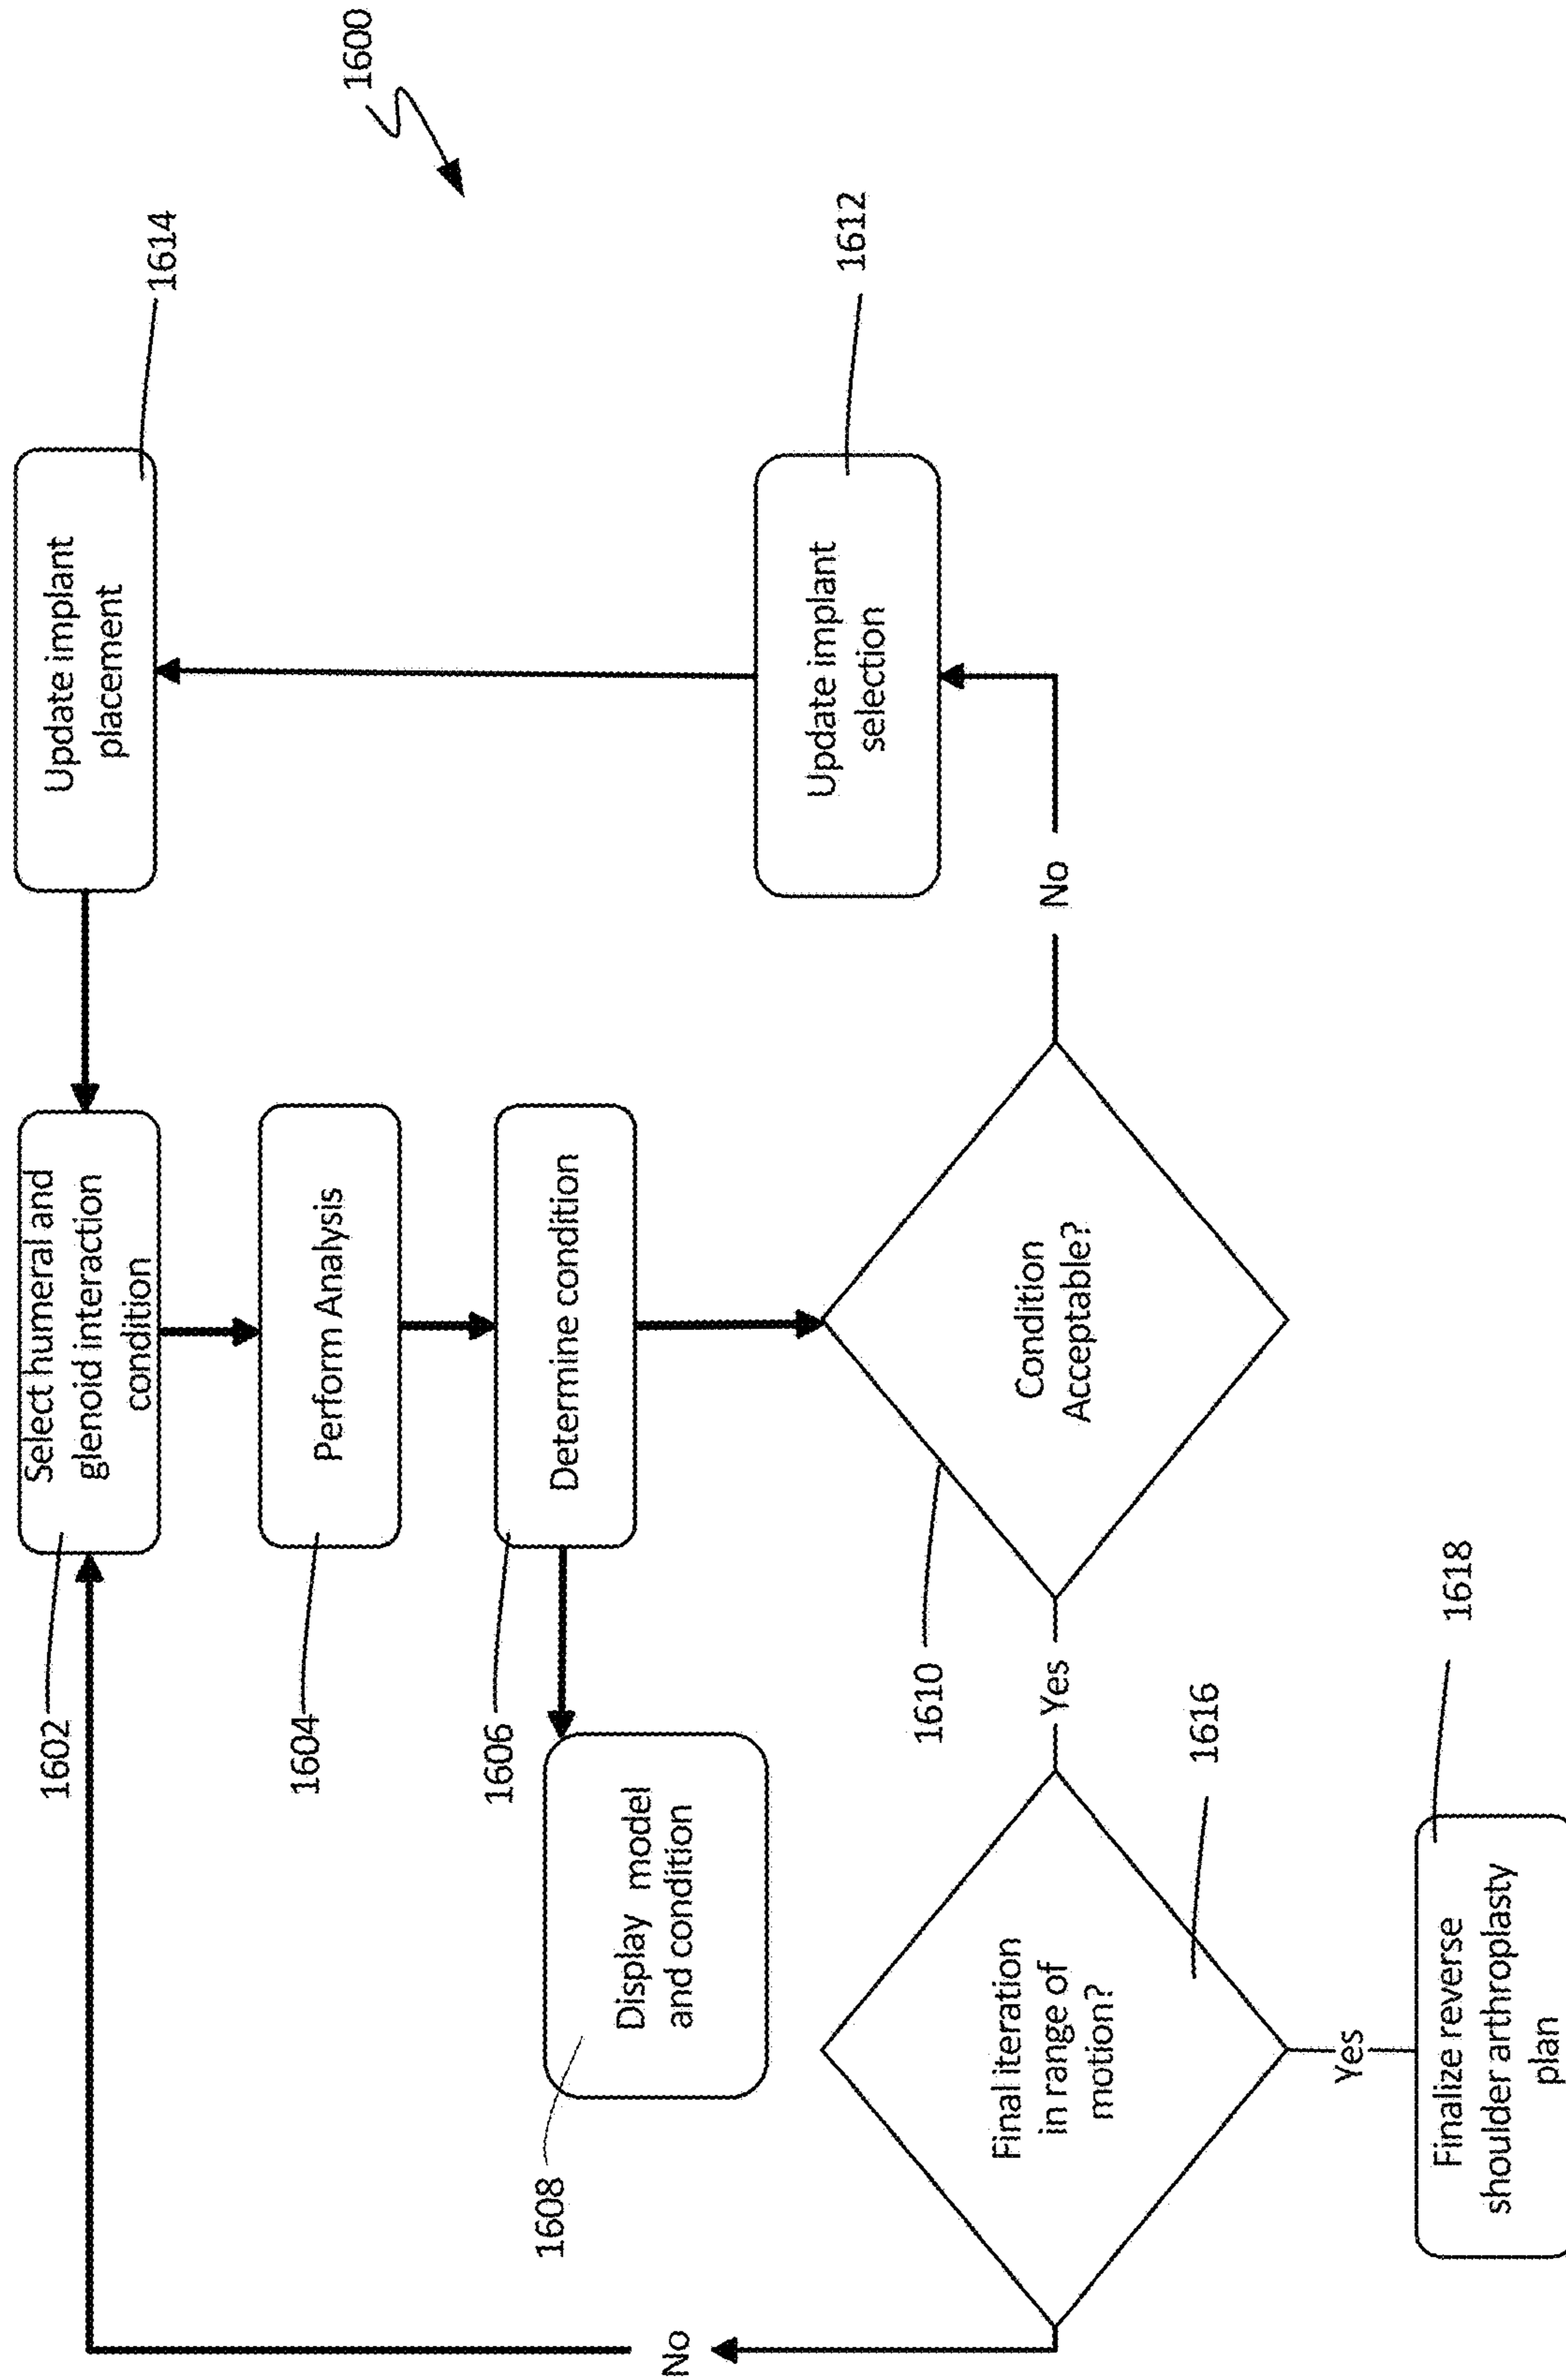 1600
Select humeral and
glenoid interaction
condition
1602
Update implant
placement
1614
Perform Analysis
1604
Determine condition
1606
Display model
and condition
1608
Condition
Acceptable?
1610
No
Update implant
selection
1612
Yes
Final iteration
in range of
motion?
1616
No
Yes
Finalize reverse
shoulder arthroplasty
plan
1618